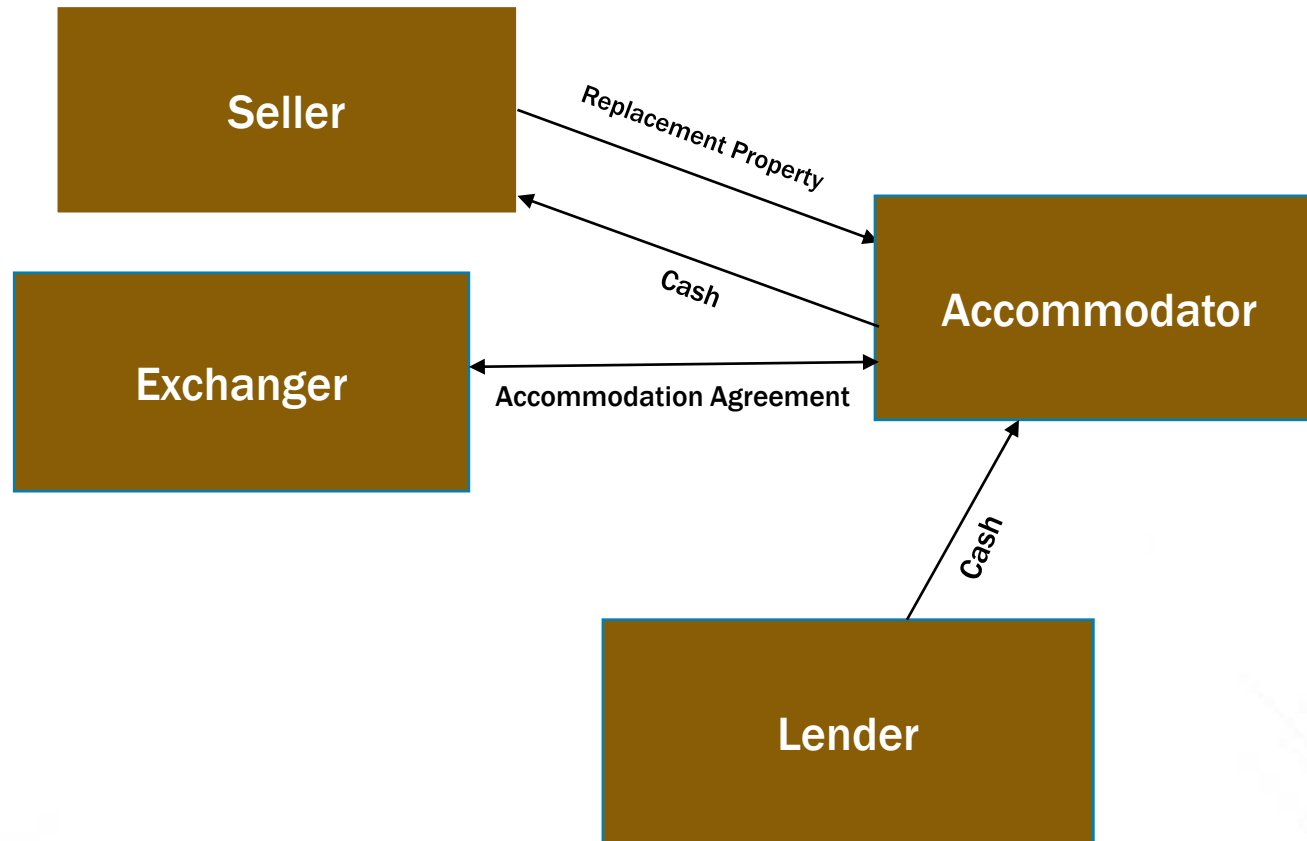 Seller
Replacement Property
Cash
Accommodator
Exchanger
Accommodation Agreement
Cash
Lender